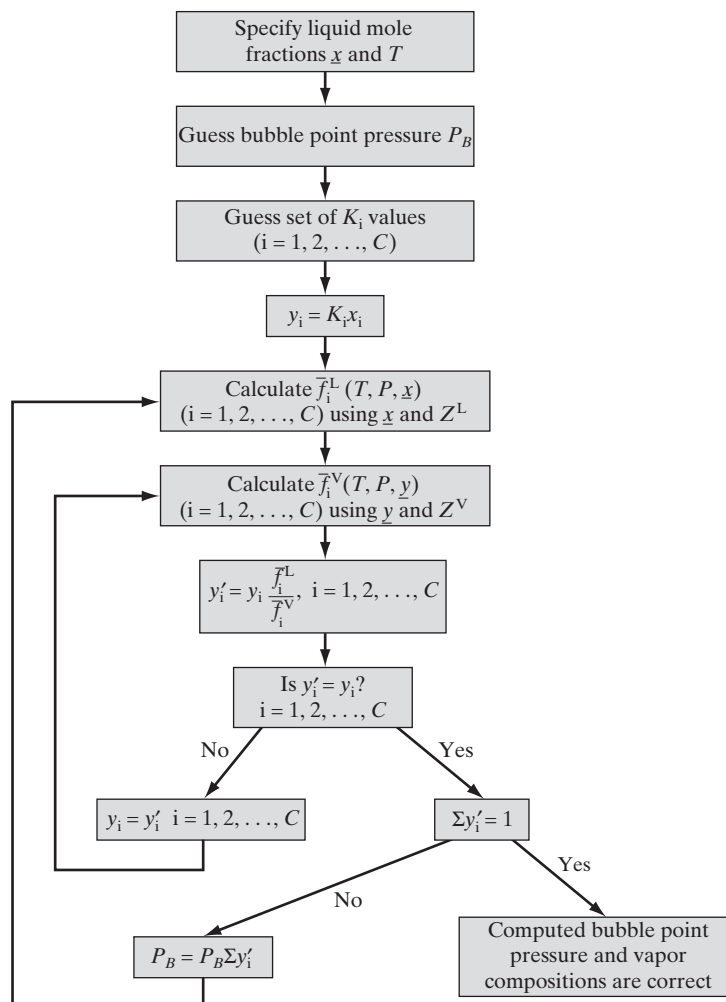 Specify liquid mole
fractions x̲ and T
Guess bubble point pressure P_B
Guess set of K_i values
(i = 1, 2, . . ., C)
y_i = K_i x_i
Calculate f̅_i^L (T, P, x̲)
(i = 1, 2, . . ., C) using x̲ and Z^L
Calculate f̅_i^V (T, P, y̲)
(i = 1, 2, . . ., C) using y̲ and Z^V
y_i′ = y_i f̅_i^L / f̅_i^V, i = 1, 2, . . ., C
Is y_i′ = y_i?
i = 1, 2, . . ., C
No
Yes
y_i = y_i′ i = 1, 2, . . ., C
Σy_i′ = 1
No
Yes
P_B = P_B Σy_i′
Computed bubble point
pressure and vapor
compositions are correct